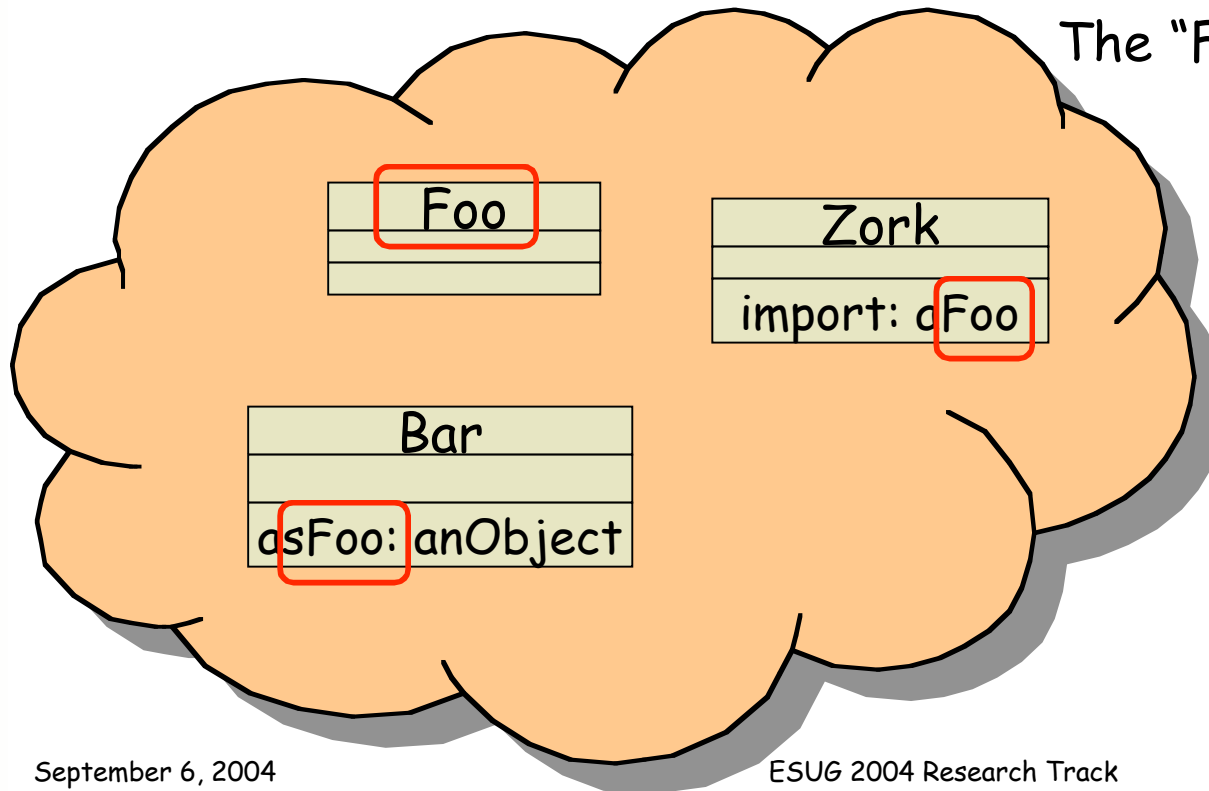 The “F
Foo
Zork
import: aFoo
Bar
asFoo: anObject
September 6, 2004
ESUG 2004 Research Track